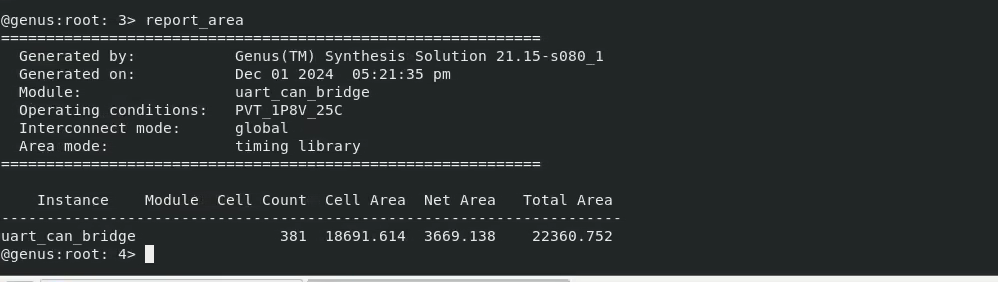 @genus:root: 3> report_area
============================================================
  Generated by:           Genus(TM) Synthesis Solution 21.15-s080_1
  Generated on:           Dec 01 2024  05:21:35 pm
  Module:                 uart_can_bridge
  Operating conditions:   PVT_1P8V_25C
  Interconnect mode:      global
  Area mode:              timing library
============================================================
    Instance    Module  Cell Count  Cell Area  Net Area   Total Area
---------------------------------------------------------------------
uart_can_bridge                381  18691.614  3669.138    22360.752
@genus:root: 4>